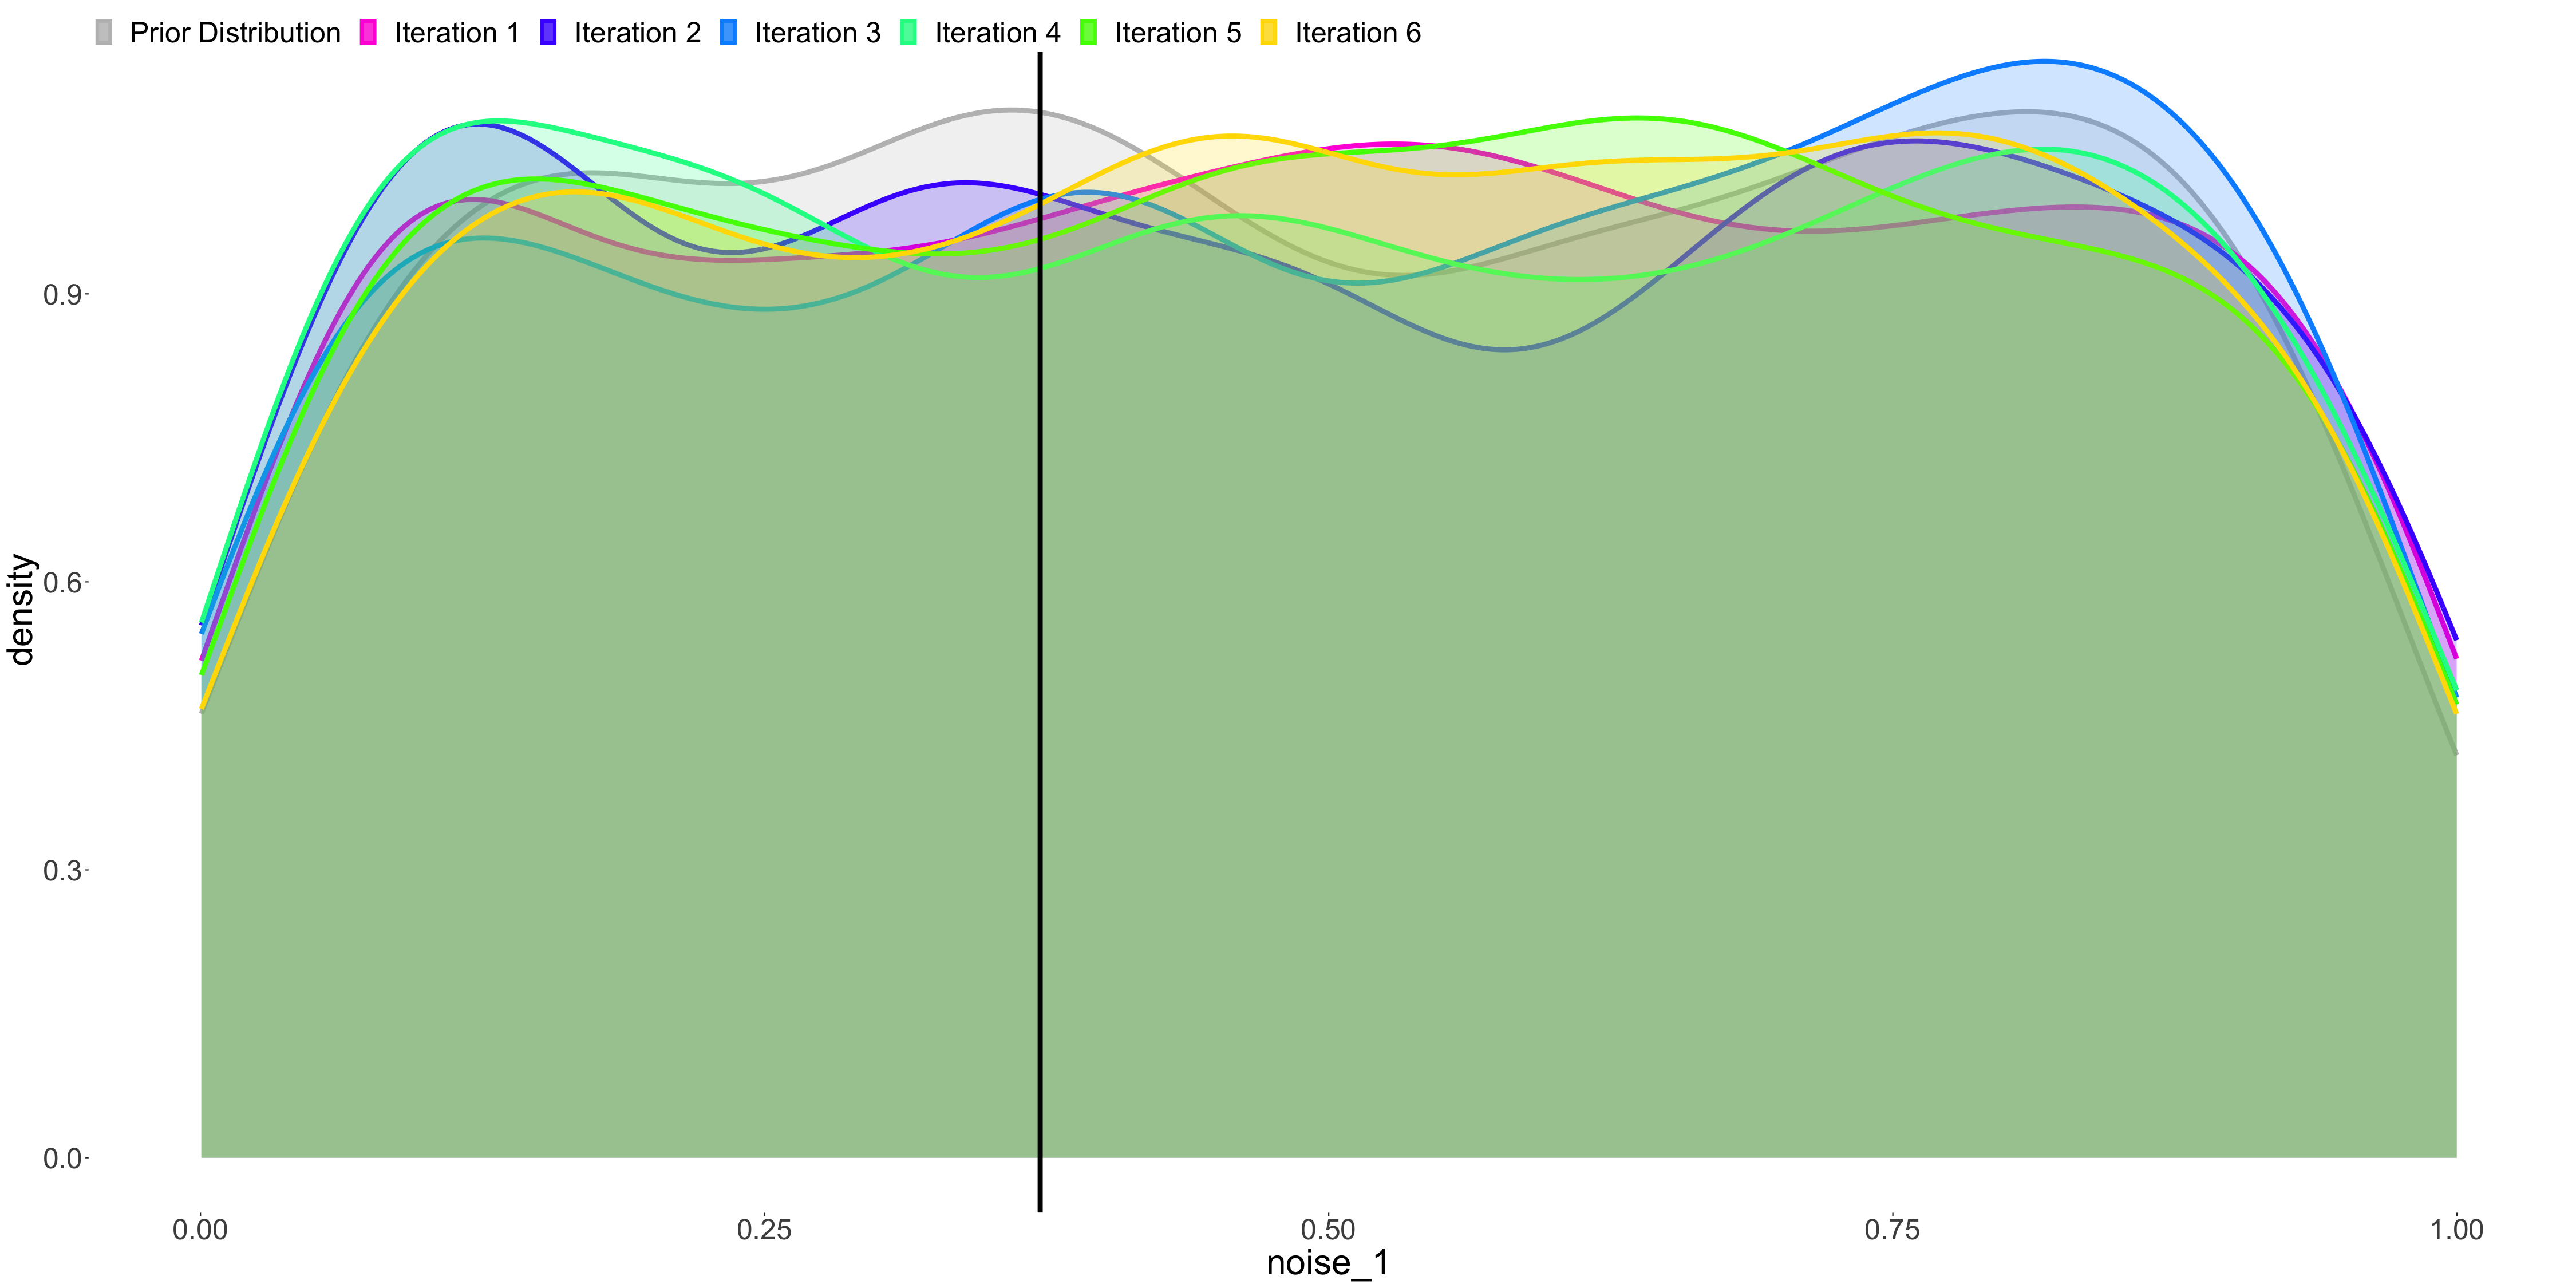 Prior Distribution Iteration 1 Iteration 2 Iteration 3 Iteration 4 Iteration 5 Iteration 6
density
0.9
0.6
0.3
0.0
0.00 0.25 0.50 0.75 1.00
noise_1